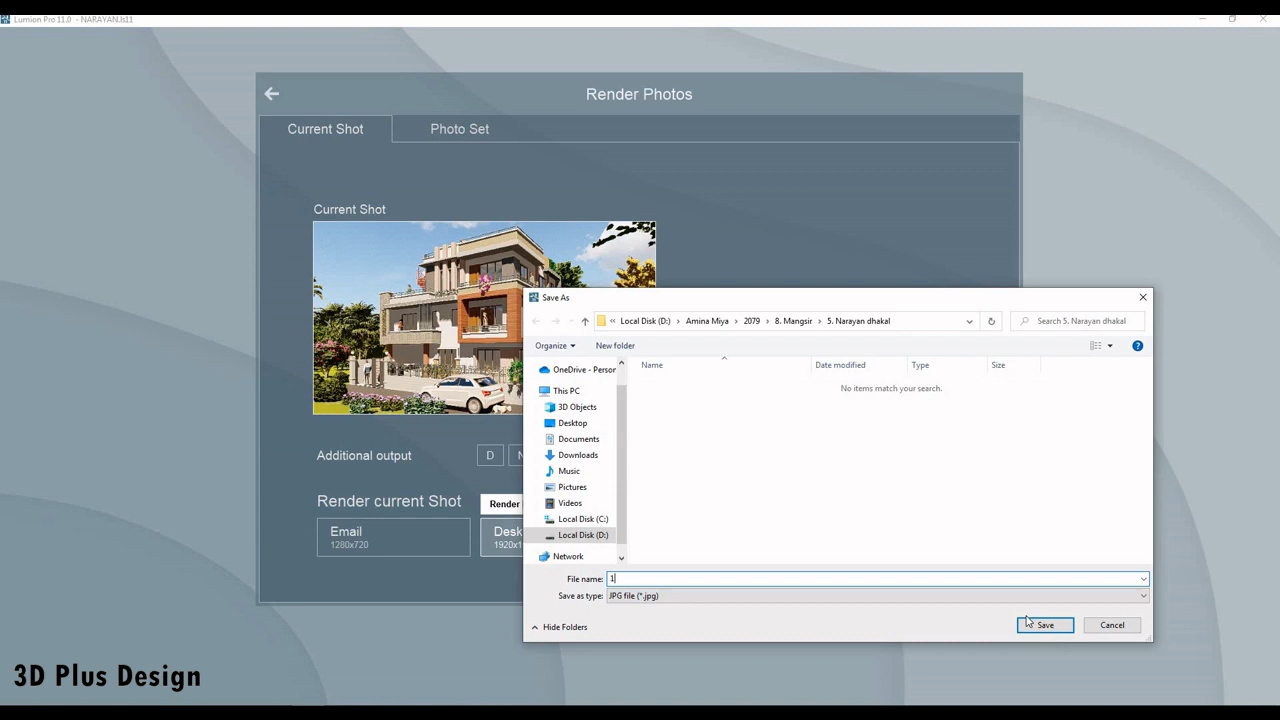 Lumion Pro 11.0 - NARAYAN.ls11
Render Photos
Current Shot
Photo Set
Current Shot
Additional output
D
N
Render current Shot
Render
Email
1280x720
Desk
1920x1
Save As
« Local Disk (D:) > Amina Miya > 2079 > 8. Mangsir > 5. Narayan dhakal
Search 5. Narayan dhakal
Organize
New folder
OneDrive - Person
This PC
3D Objects
Desktop
Documents
Downloads
Music
Pictures
Videos
Local Disk (C:)
Local Disk (D:)
Network
Name
Date modified
Type
Size
No items match your search.
File name: 1
Save as type: JPG file (*.jpg)
Hide Folders
Save
Cancel
3D Plus Design